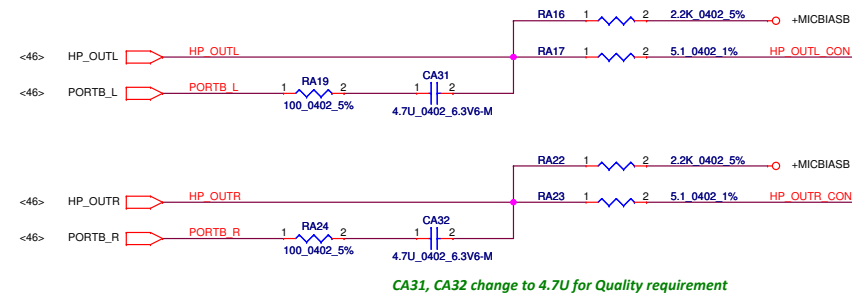 RA16 1 2 2.2K_0402_5% +MICBIASB
<46> HP_OUTL HP_OUTL RA17 1 2 5.1_0402_1% HP_OUTL_CON
<46> PORTB_L PORTB_L 1 RA19 2 1 CA31 2
100_0402_5% 4.7U_0402_6.3V6-M
RA22 1 2 2.2K_0402_5% +MICBIASB
<46> HP_OUTR HP_OUTR RA23 1 2 5.1_0402_1% HP_OUTR_CON
<46> PORTB_R PORTB_R 1 RA24 2 1 CA32 2
100_0402_5% 4.7U_0402_6.3V6-M
CA31, CA32 change to 4.7U for Quality requirement